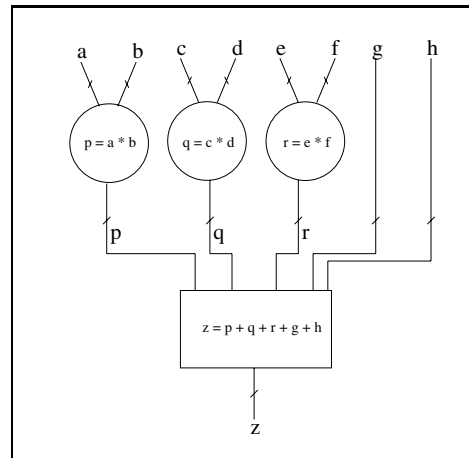 a b c d e f g h
p = a * b q = c * d r = e * f
p q r
z = p + q + r + g + h
z